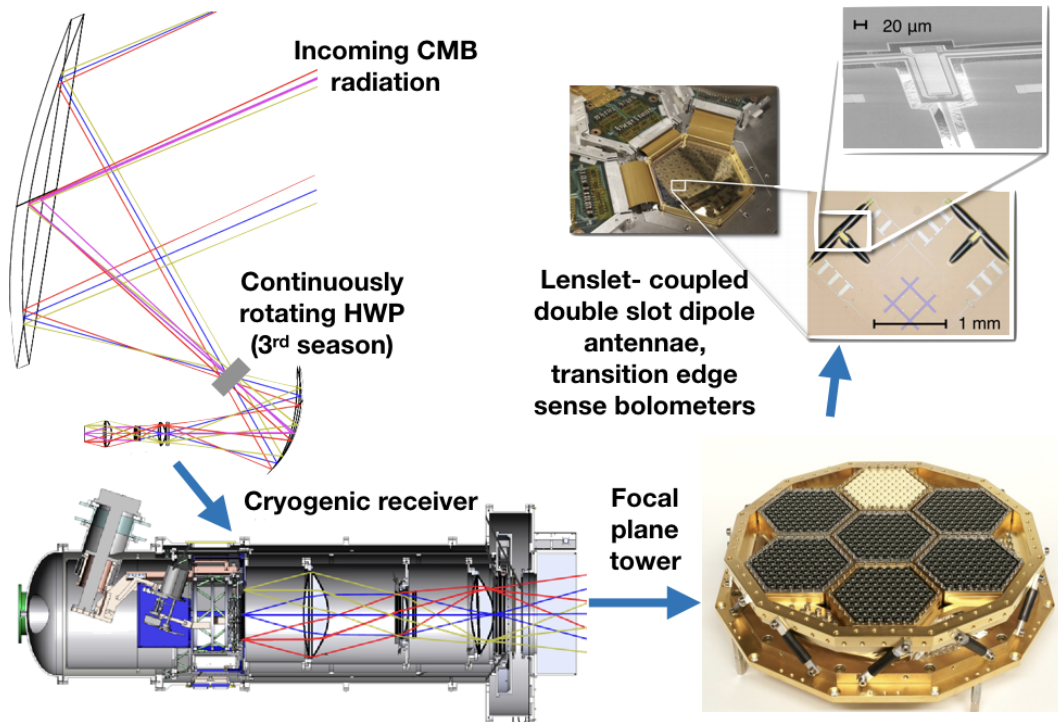 Incoming CMB
radiation
20 μm
Continuously
rotating HWP
(3rd season)
Lenslet- coupled
double slot dipole
antennae,
transition edge
sense bolometers
1 mm
Cryogenic receiver
Focal
plane
tower